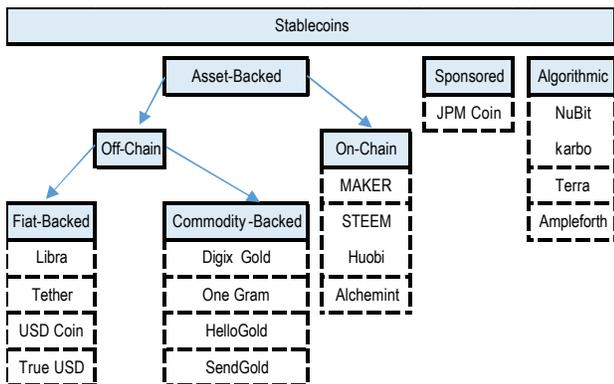 Stablecoins
Asset-Backed
Sponsored
Algorithmic
JPM Coin
NuBit
karbo
Terra
Ampleforth
Off-Chain
On-Chain
MAKER
STEEM
Huobi
Alchemint
Fiat-Backed
Libra
Tether
USD Coin
True USD
Commodity-Backed
Digix Gold
One Gram
HelloGold
SendGold